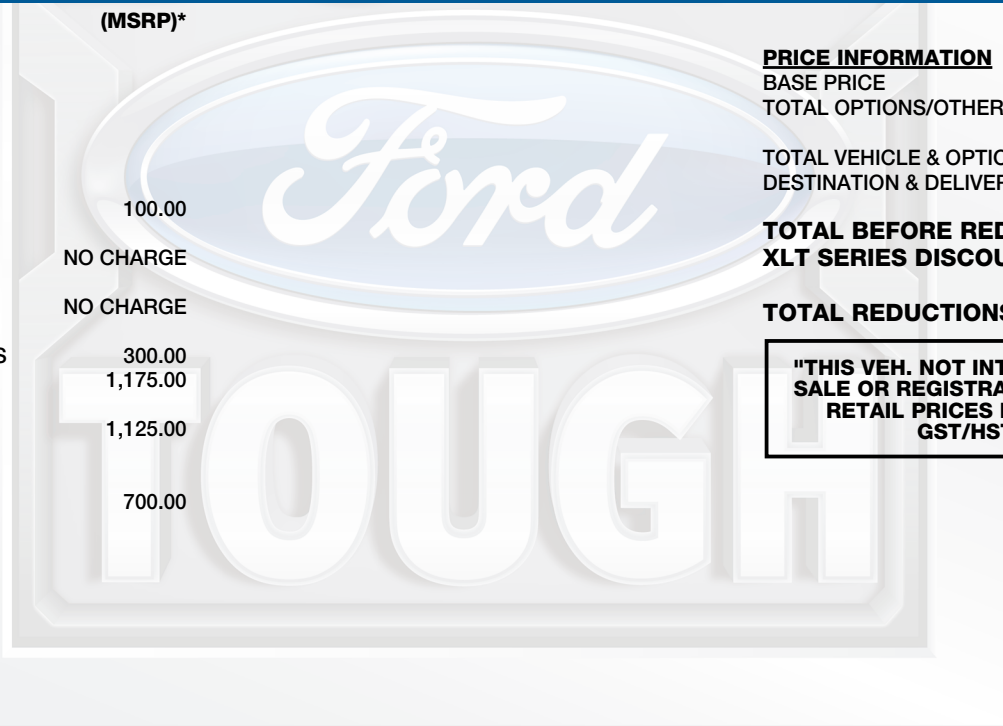 (MSRP)*
100.00
NO CHARGE
NO CHARGE
S 300.00
1,175.00
1,125.00
700.00
Ford
TOUGH
PRICE INFORMATION
BASE PRICE
TOTAL OPTIONS/OTHER
TOTAL VEHICLE & OPTIO
DESTINATION & DELIVER
TOTAL BEFORE RED
XLT SERIES DISCOU
TOTAL REDUCTIONS
"THIS VEH. NOT INT
SALE OR REGISTRA
RETAIL PRICES
GST/HST